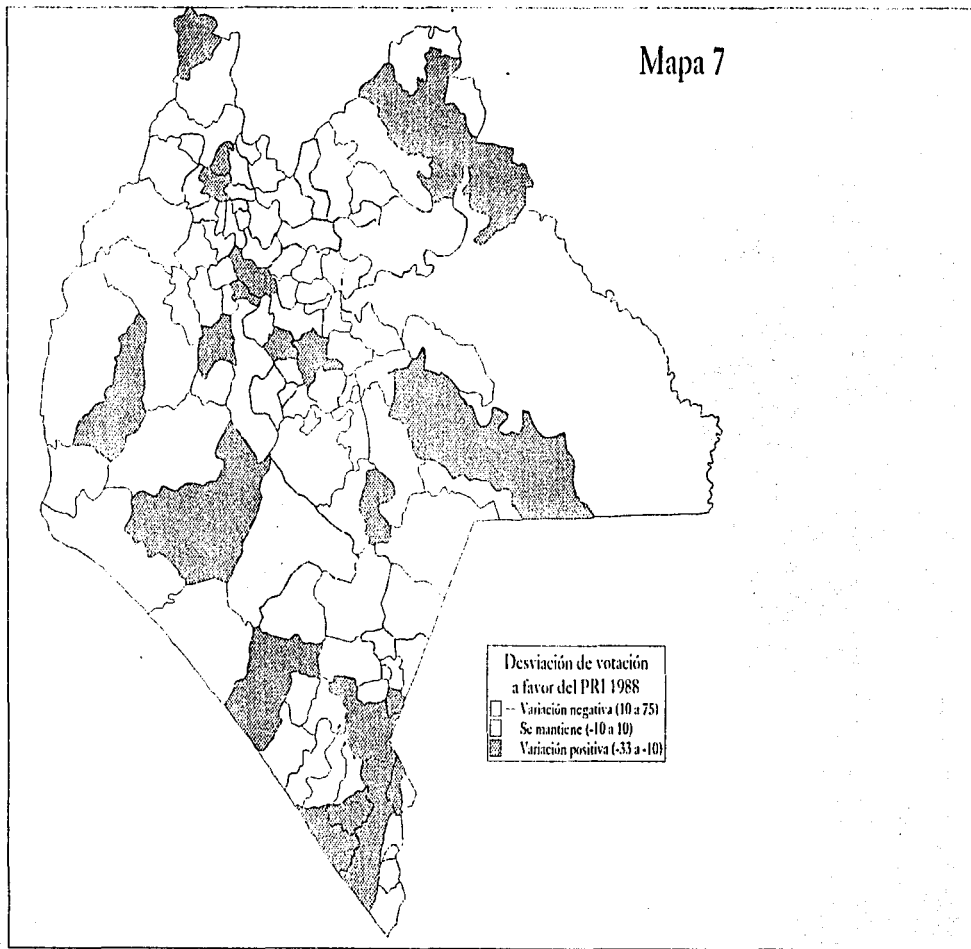 Mapa 7
Desviación de votación
a favor del PRI 1988
-- Variación negativa (10 a 75)
Se mantiene (-10 a 10)
Variación positiva (-33 a -10)